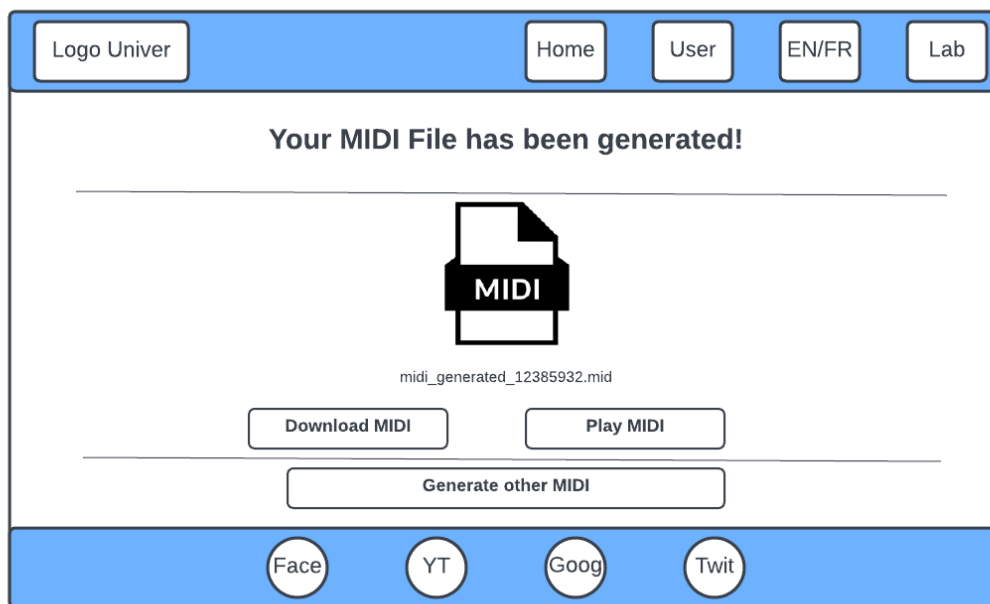 Logo Univer
Home
User
EN/FR
Lab
Your MIDI File has been generated!
MIDI
midi_generated_12385932.mid
Download MIDI
Play MIDI
Generate other MIDI
Face
YT
Goog
Twit